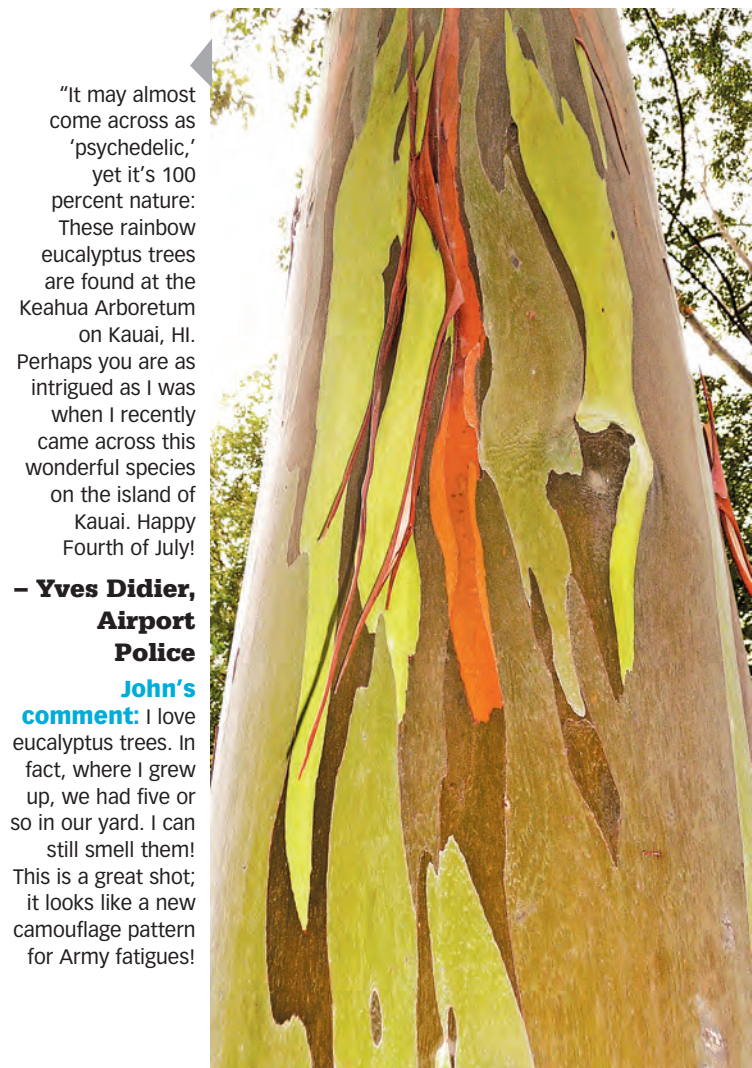 “It may almost
come across as
‘psychedelic,’
yet it’s 100
percent nature:
These rainbow
eucalyptus trees
are found at the
Keahua Arboretum
on Kauai, HI.
Perhaps you are as
intrigued as I was
when I recently
came across this
wonderful species
on the island of
Kauai. Happy
Fourth of July!
– Yves Didier,
Airport
Police
John’s
comment: I love
eucalyptus trees. In
fact, where I grew
up, we had five or
so in our yard. I can
still smell them!
This is a great shot;
it looks like a new
camouflage pattern
for Army fatigues!